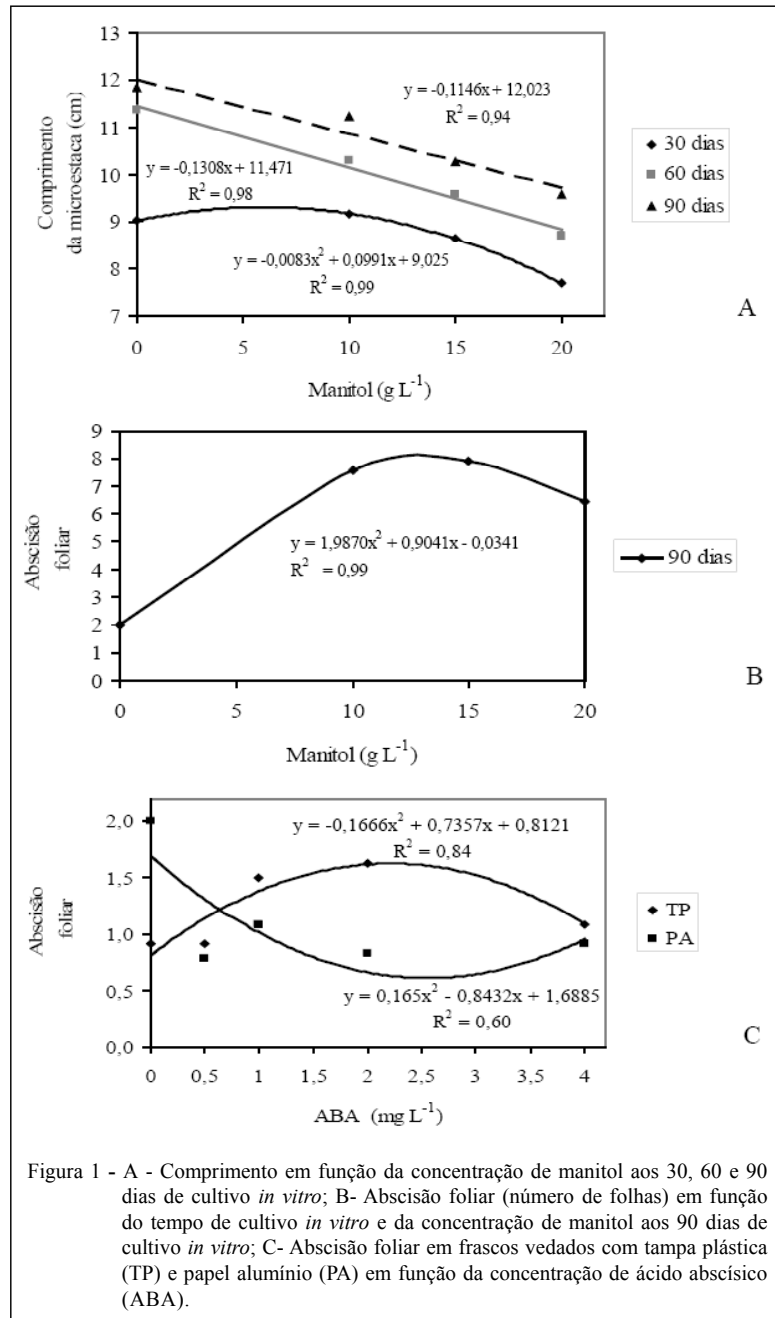 12
y = -0,1146x + 12,023
R² = 0,94
11
y = -0,1308x + 11,471
R² = 0,98
10
9
y = -0,0083x² + 0,0991x + 9,025
R² = 0,99
8
7
13
Comprimento
da microestaca (cm)
30 dias
60 dias
90 dias
0 5 10 15 20
Manitol (g L⁻¹)
A
9
8
7
6
5
4
3
2
1
0
Abscisão
foliar
y = 1,9870x² + 0,9041x - 0,0341
R² = 0,99
90 dias
0 5 10 15 20
Manitol (g L⁻¹)
B
2,0
1,5
1,0
0,5
0,0
Abscisão
foliar
y = -0,1666x² + 0,7357x + 0,8121
R² = 0,84
y = 0,165x² - 0,8432x + 1,6885
R² = 0,60
TP
PA
0 0,5 1 1,5 2 2,5 3 3,5 4
ABA (mg L⁻¹)
C
Figura 1 - A - Comprimento em função da concentração de manitol aos 30, 60 e 90
dias de cultivo in vitro; B- Abscisão foliar (número de folhas) em função
do tempo de cultivo in vitro e da concentração de manitol aos 90 dias de
cultivo in vitro; C- Abscisão foliar em frascos vedados com tampa plástica
(TP) e papel alumínio (PA) em função da concentração de ácido abscísico
(ABA).